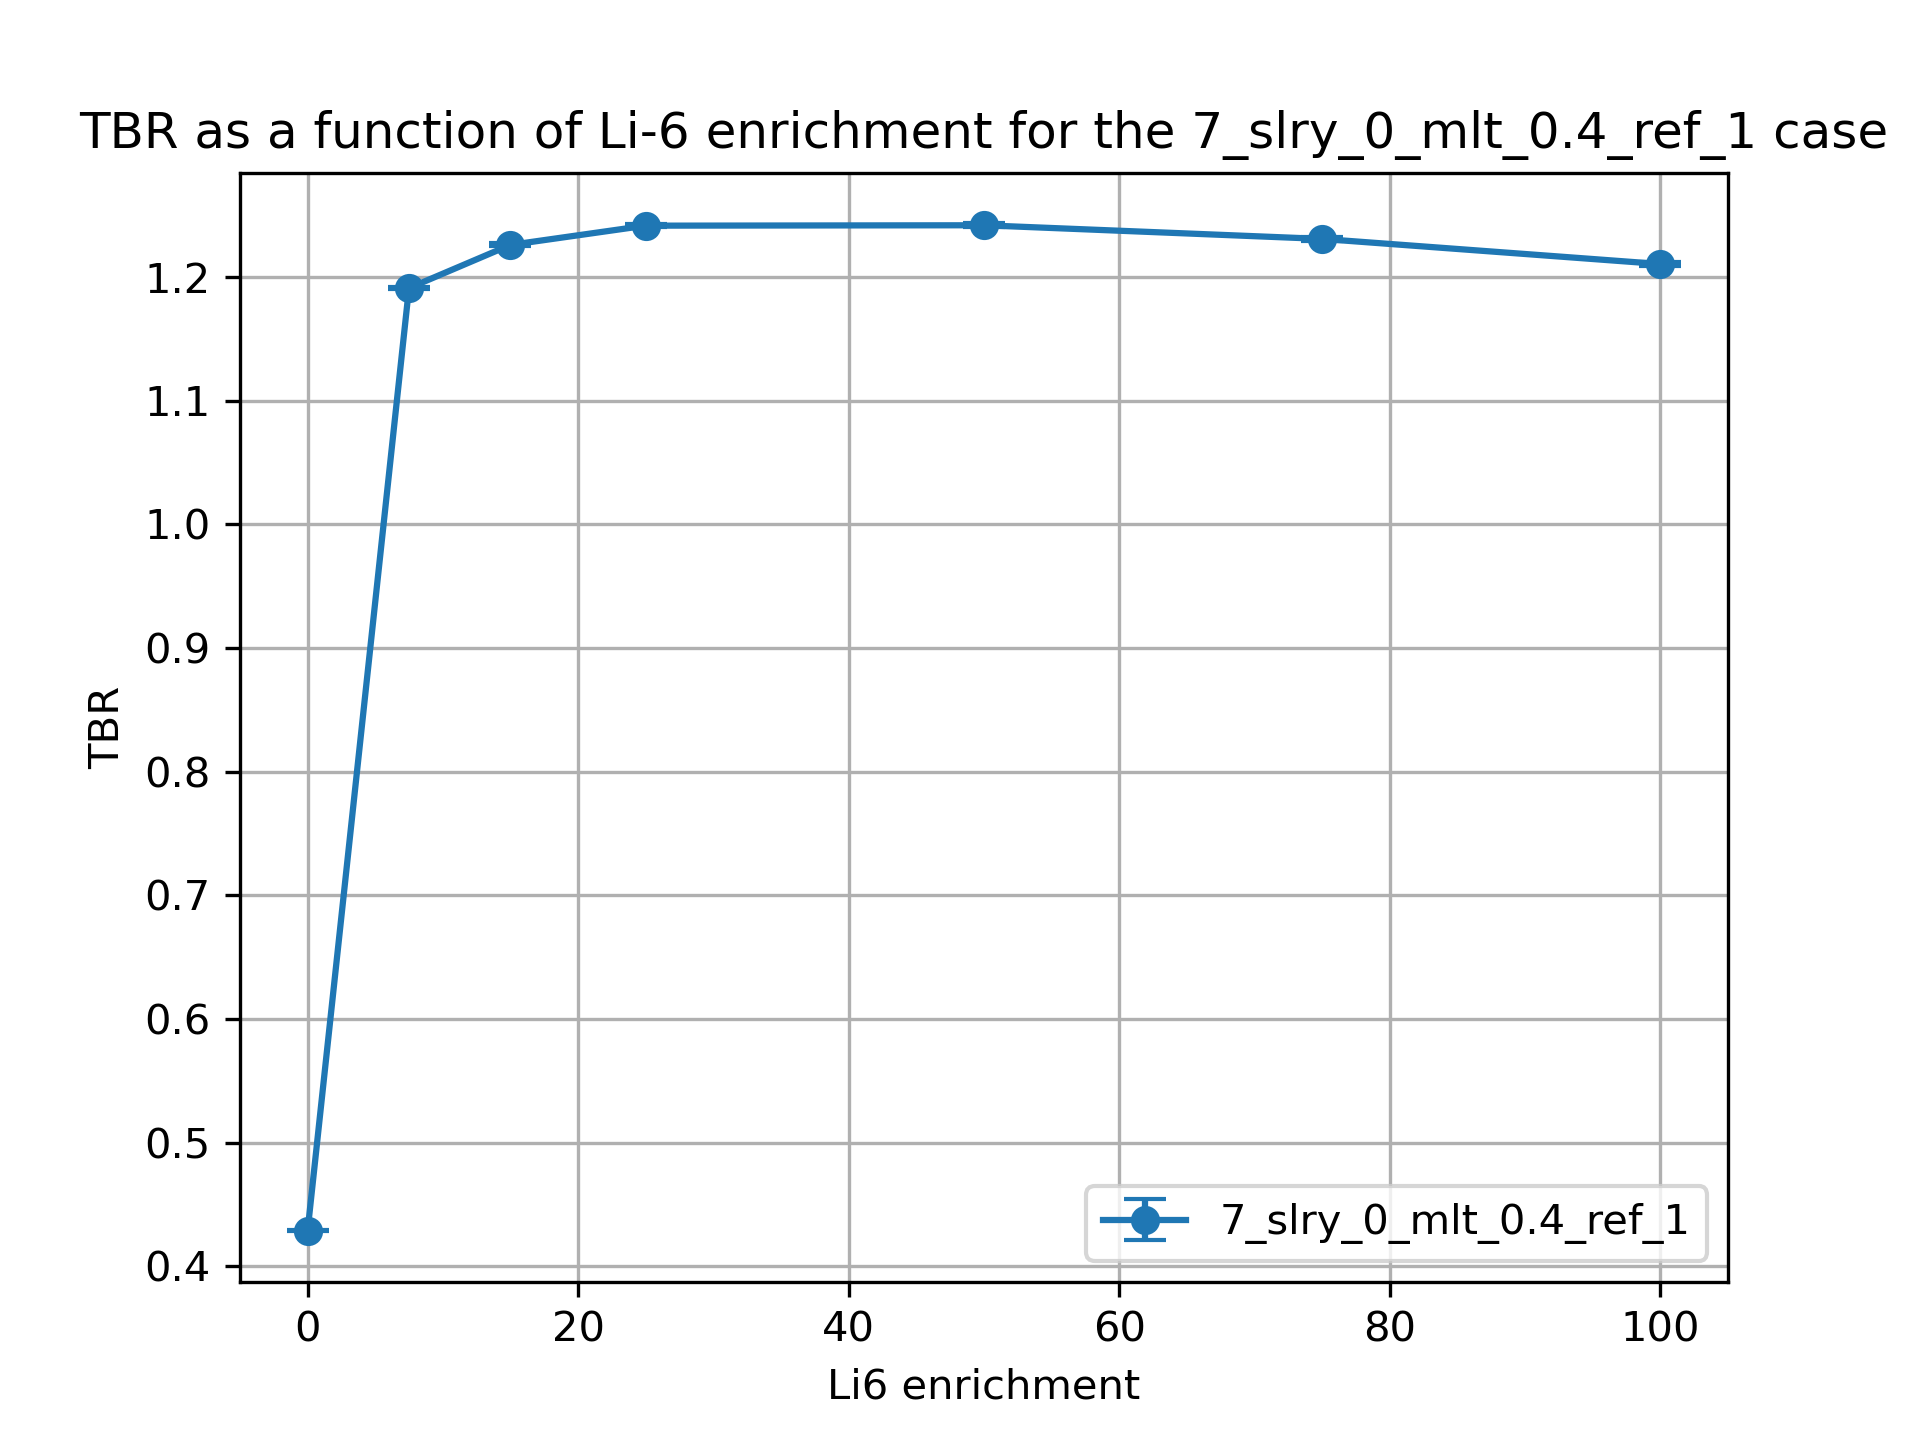 TBR as a function of Li-6 enrichment for the 7_slry_0_mlt_0.4_ref_1 case
1.2
1.1
1.0
0.9
0.8
0.7
0.6
0.5
0.4
TBR
7_slry_0_mlt_0.4_ref_1
0 20 40 60 80 100
Li6 enrichment